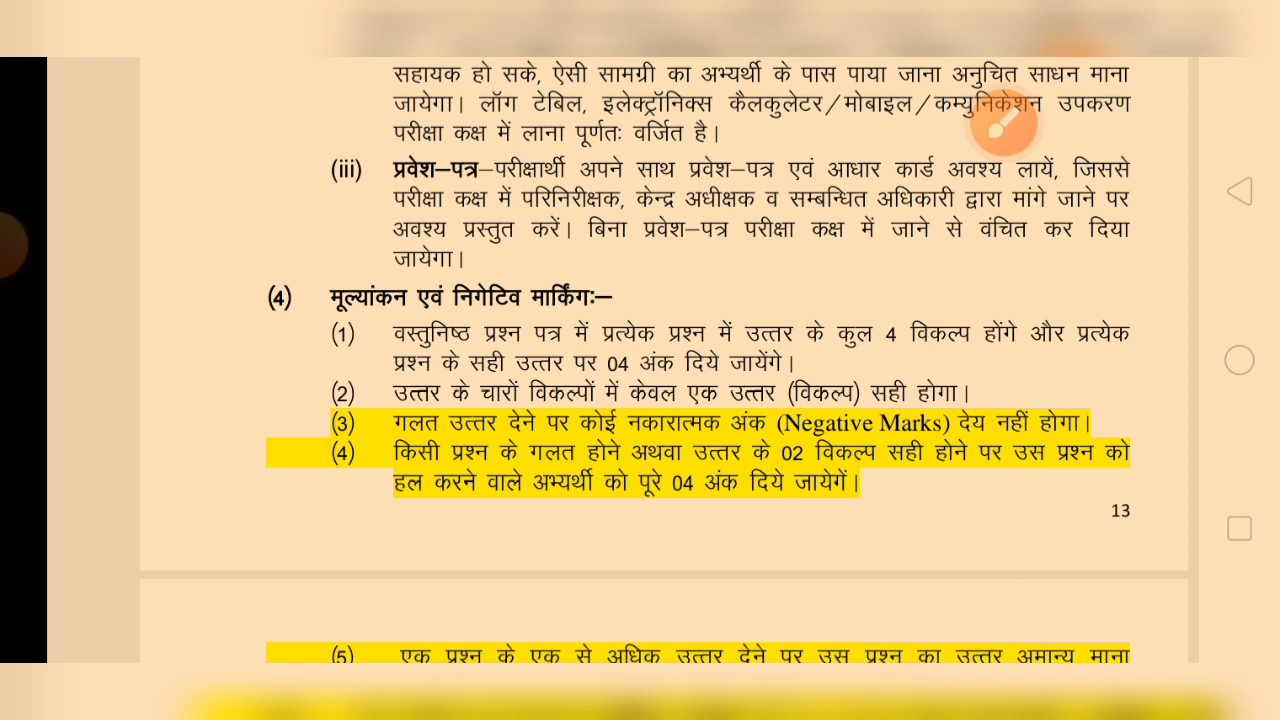 सहायक हो सके, ऐसी सामग्री का अभ्यर्थी के पास पाया जाना अनुचित साधन माना
जायेगा। लॉग टेबिल, इलेक्ट्रॉनिक्स कैलकुलेटर/मोबाइल/कम्युनिकेशन उपकरण
परीक्षा कक्ष में लाना पूर्णतः वर्जित है।
(iii) प्रवेश–पत्र–परीक्षार्थी अपने साथ प्रवेश–पत्र एवं आधार कार्ड अवश्य लायें, जिससे
परीक्षा कक्ष में परिनिरीक्षक, केन्द्र अधीक्षक व सम्बन्धित अधिकारी द्वारा मांगे जाने पर
अवश्य प्रस्तुत करें। बिना प्रवेश–पत्र परीक्षा कक्ष में जाने से वंचित कर दिया
जायेगा।
(4) मूल्यांकन एवं निगेटिव मार्किंगः–
(1) वस्तुनिष्ठ प्रश्न पत्र में प्रत्येक प्रश्न में उत्तर के कुल 4 विकल्प होंगे और प्रत्येक
प्रश्न के सही उत्तर पर 04 अंक दिये जायेंगे।
(2) उत्तर के चारों विकल्पों में केवल एक उत्तर (विकल्प) सही होगा।
(3) गलत उत्तर देने पर कोई नकारात्मक अंक (Negative Marks) देय नहीं होगा।
(4) किसी प्रश्न के गलत होने अथवा उत्तर के 02 विकल्प सही होने पर उस प्रश्न को
हल करने वाले अभ्यर्थी को पूरे 04 अंक दिये जायेगें।
13
(5) एक प्रश्न के एक से अधिक उत्तर देने पर उस प्रश्न का उत्तर अमान्य माना